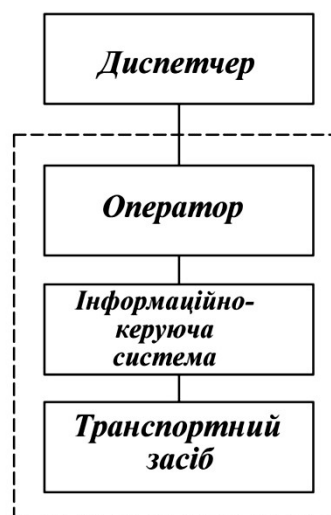 Диспетчер
Оператор
Інформаційно-
керуюча
система
Транспортний
засіб